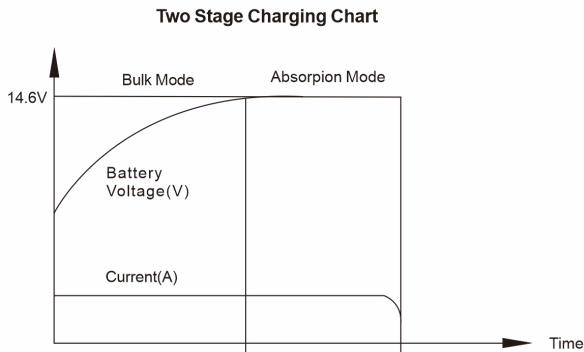 Two Stage Charging Chart
Bulk Mode
Absorpion Mode
14.6V
Battery
Voltage(V)
Current(A)
Time